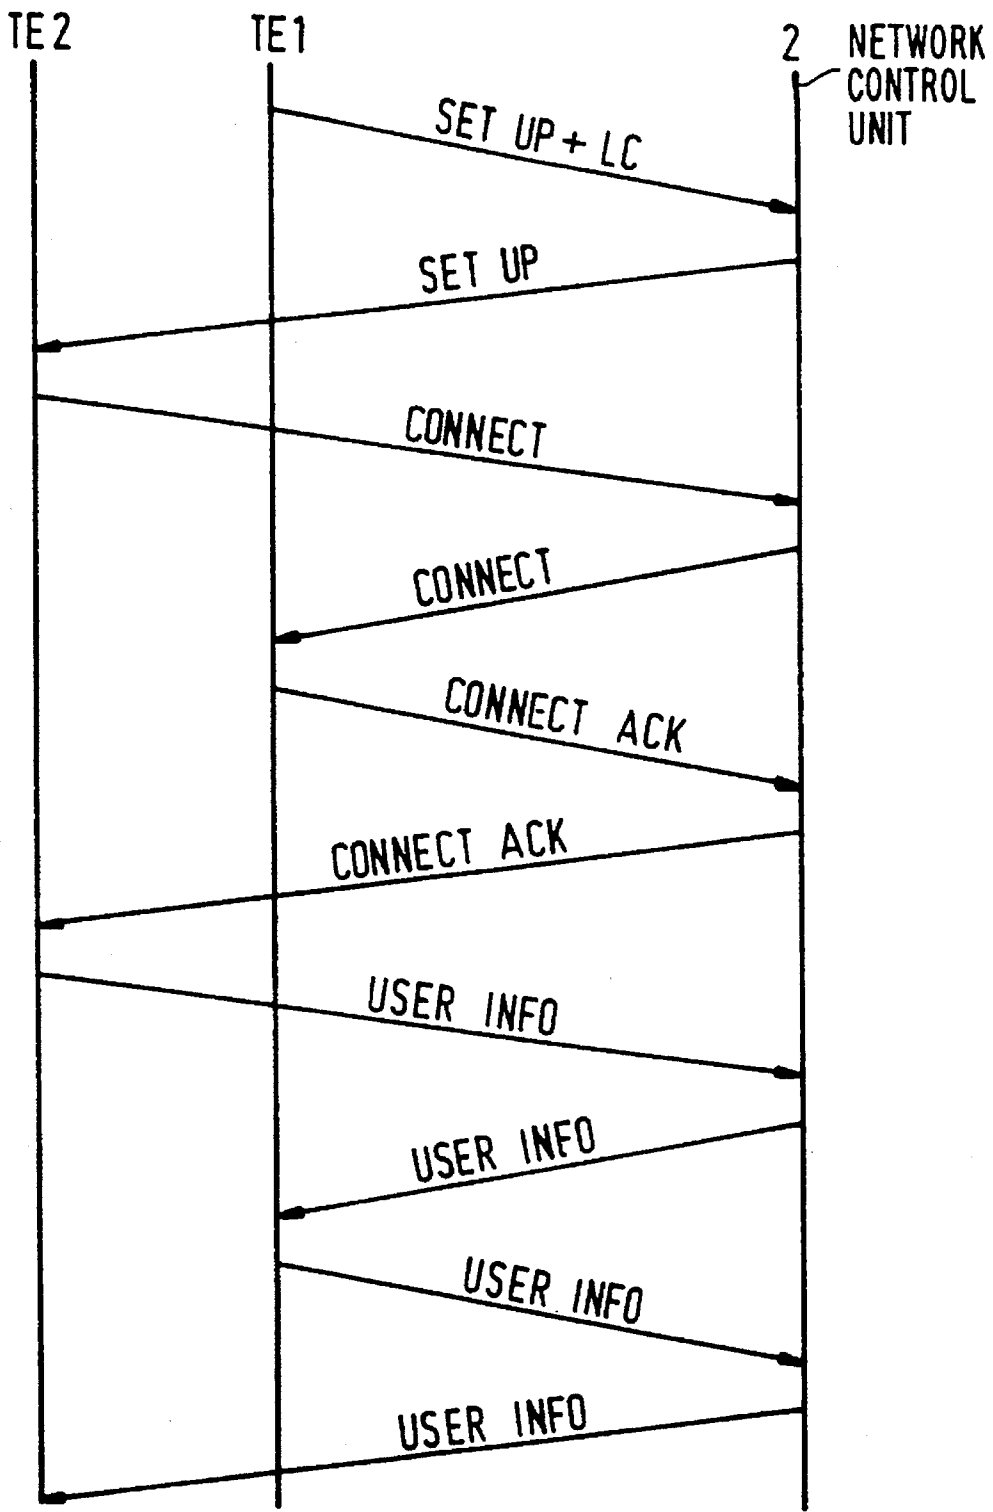 TE2
TE1
2
NETWORK
CONTROL
UNIT
SET UP + LC
SET UP
CONNECT
CONNECT
CONNECT ACK
CONNECT ACK
USER INFO
USER INFO
USER INFO
USER INFO